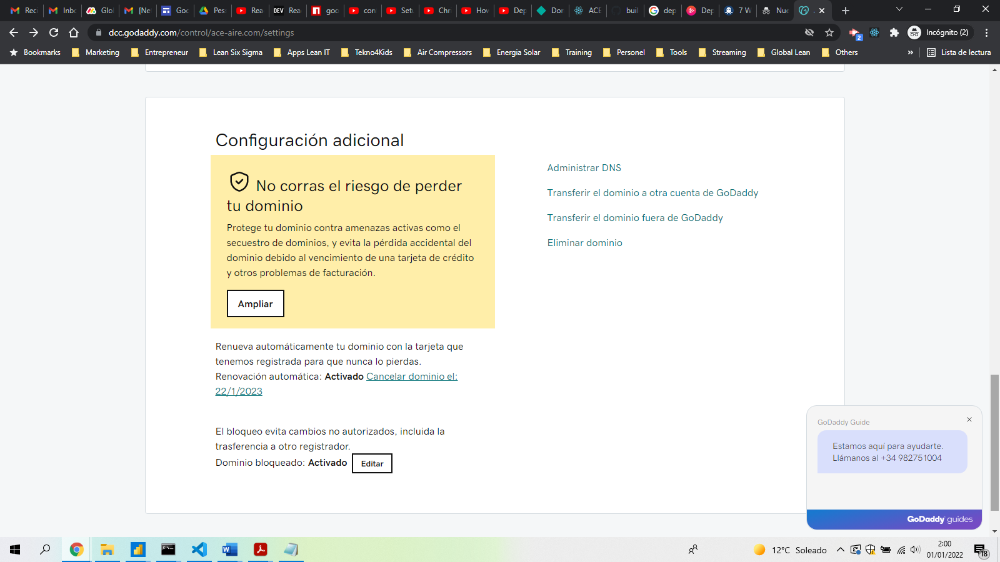 Reci
Inbo
Glo
[Ne
Goo
Pes
Rea
DEV
Rea
goo
con
Setu
Chri
How
Dep
Dor
ACE
buil
dep
Dep
7 W
Nue
dcc.godaddy.com/control/ace-aire.com/settings
2
Incógnito (2)
Bookmarks
Marketing
Entrepreneur
Lean Six Sigma
Apps Lean IT
Tekno4Kids
Air Compressors
Energia Solar
Training
Personel
Tools
Streaming
Global Lean
Others
»
Lista de lectura
Configuración adicional
No corras el riesgo de perder
tu dominio
Protege tu dominio contra amenazas activas como el
secuestro de dominios, y evita la pérdida accidental del
dominio debido al vencimiento de una tarjeta de crédito
y otros problemas de facturación.
Ampliar
Renueva automáticamente tu dominio con la tarjeta que
tenemos registrada para que nunca lo pierdas.
Renovación automática: Activado Cancelar dominio el:
22/1/2023
El bloqueo evita cambios no autorizados, incluida la
trasferencia a otro registrador.
Dominio bloqueado: Activado Editar
Administrar DNS
Transferir el dominio a otra cuenta de GoDaddy
Transferir el dominio fuera de GoDaddy
Eliminar dominio
GoDaddy Guide
Estamos aquí para ayudarte.
Llámanos al +34 982751004
GoDaddy guides
12°C Soleado
2:00
01/01/2022
18